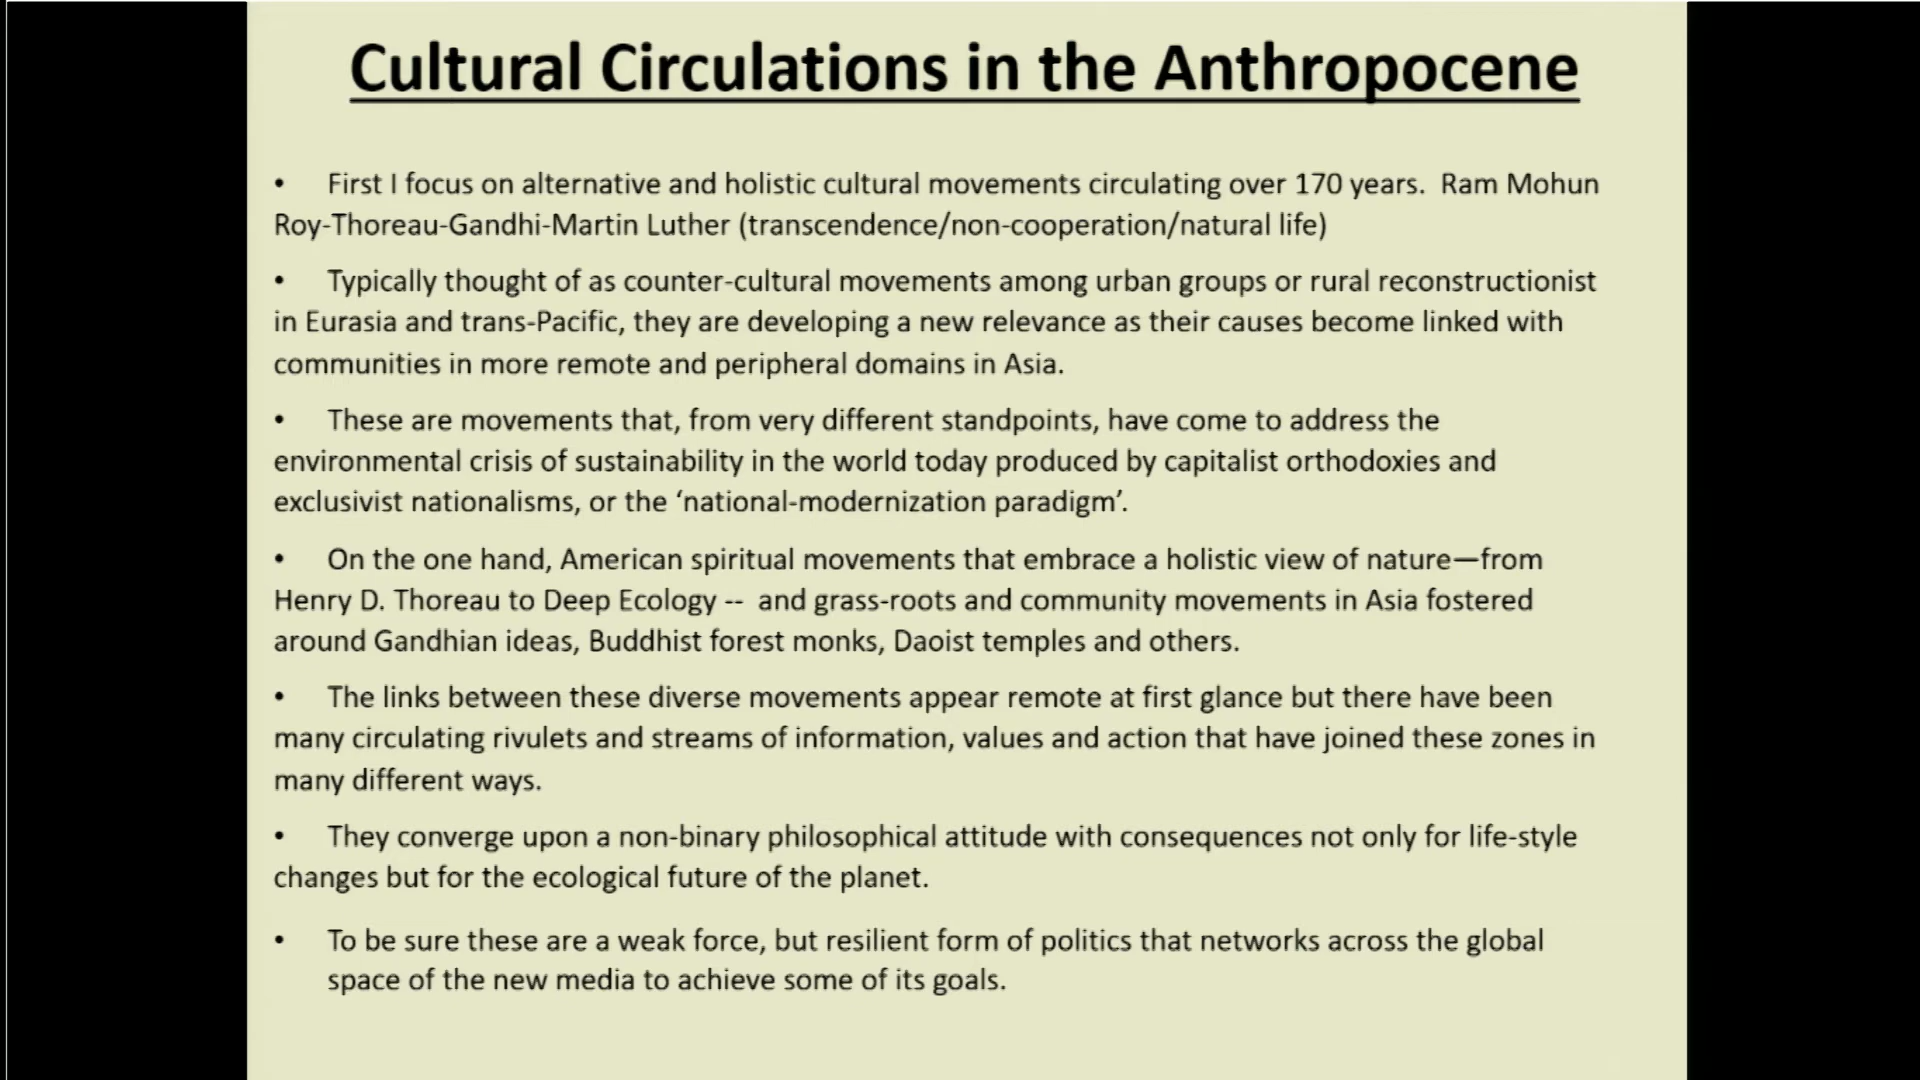 Cultural Circulations in the Anthropocene
• First I focus on alternative and holistic cultural movements circulating over 170 years. Ram Mohun
Roy-Thoreau-Gandhi-Martin Luther (transcendence/non-cooperation/natural life)
• Typically thought of as counter-cultural movements among urban groups or rural reconstructionist
in Eurasia and trans-Pacific, they are developing a new relevance as their causes become linked with
communities in more remote and peripheral domains in Asia.
• These are movements that, from very different standpoints, have come to address the
environmental crisis of sustainability in the world today produced by capitalist orthodoxies and
exclusivist nationalisms, or the ‘national-modernization paradigm’.
• On the one hand, American spiritual movements that embrace a holistic view of nature—from
Henry D. Thoreau to Deep Ecology -- and grass-roots and community movements in Asia fostered
around Gandhian ideas, Buddhist forest monks, Daoist temples and others.
• The links between these diverse movements appear remote at first glance but there have been
many circulating rivulets and streams of information, values and action that have joined these zones in
many different ways.
• They converge upon a non-binary philosophical attitude with consequences not only for life-style
changes but for the ecological future of the planet.
• To be sure these are a weak force, but resilient form of politics that networks across the global
space of the new media to achieve some of its goals.